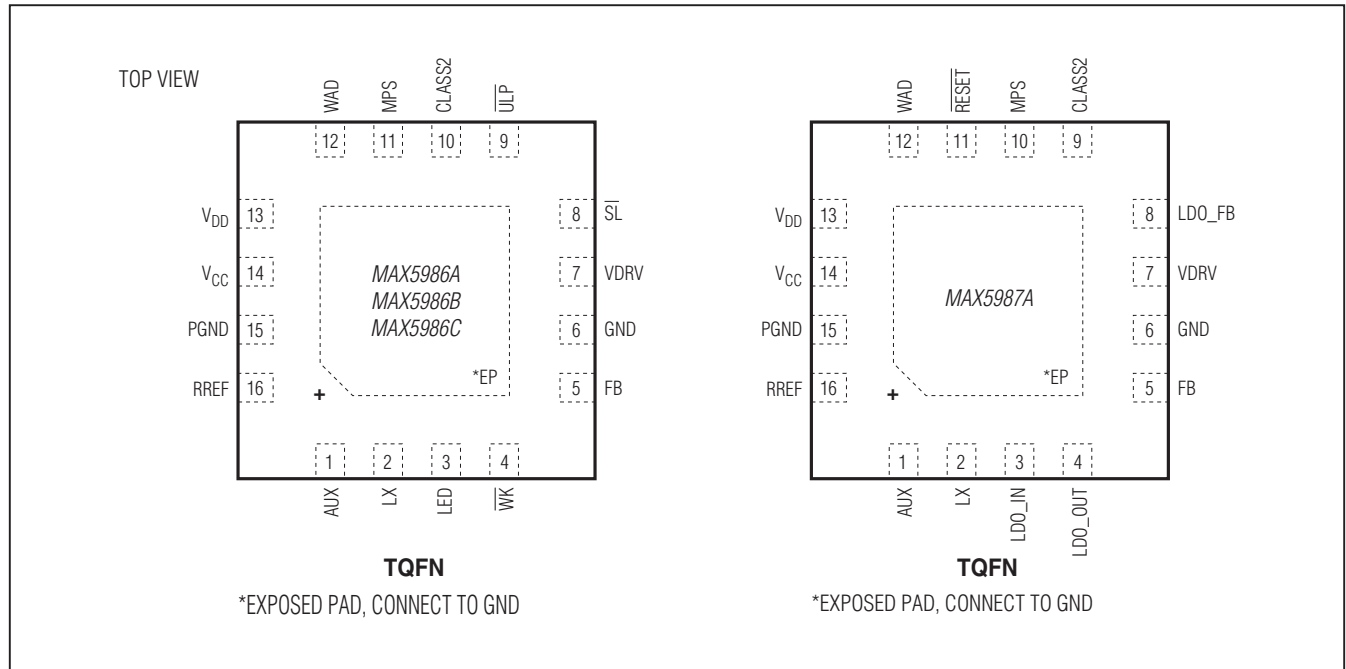 TOP VIEW
WAD
MPS
CLASS2
U̅L̅P̅
12
11
10
9
VDD 13
8 S̅L̅
VCC 14
7 VDRV
PGND 15
6 GND
RREF 16
5 FB
MAX5986A
MAX5986B
MAX5986C
*EP
+
1
2
3
4
AUX
LX
LED
W̅K̅
TQFN
*EXPOSED PAD, CONNECT TO GND
WAD
R̅E̅S̅E̅T̅
MPS
CLASS2
12
11
10
9
VDD 13
8 LDO_FB
VCC 14
7 VDRV
PGND 15
6 GND
RREF 16
5 FB
MAX5987A
*EP
+
1
2
3
4
AUX
LX
LDO_IN
LDO_OUT
TQFN
*EXPOSED PAD, CONNECT TO GND